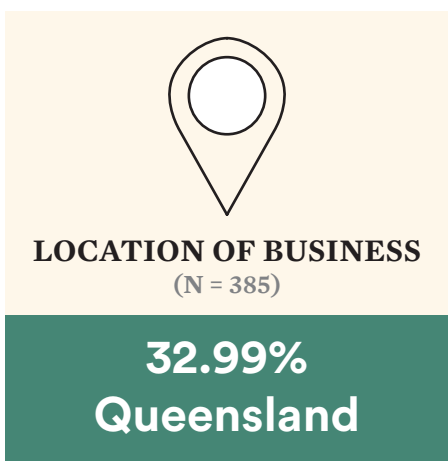 LOCATION OF BUSINESS
(N = 385)
32.99%
Queensland